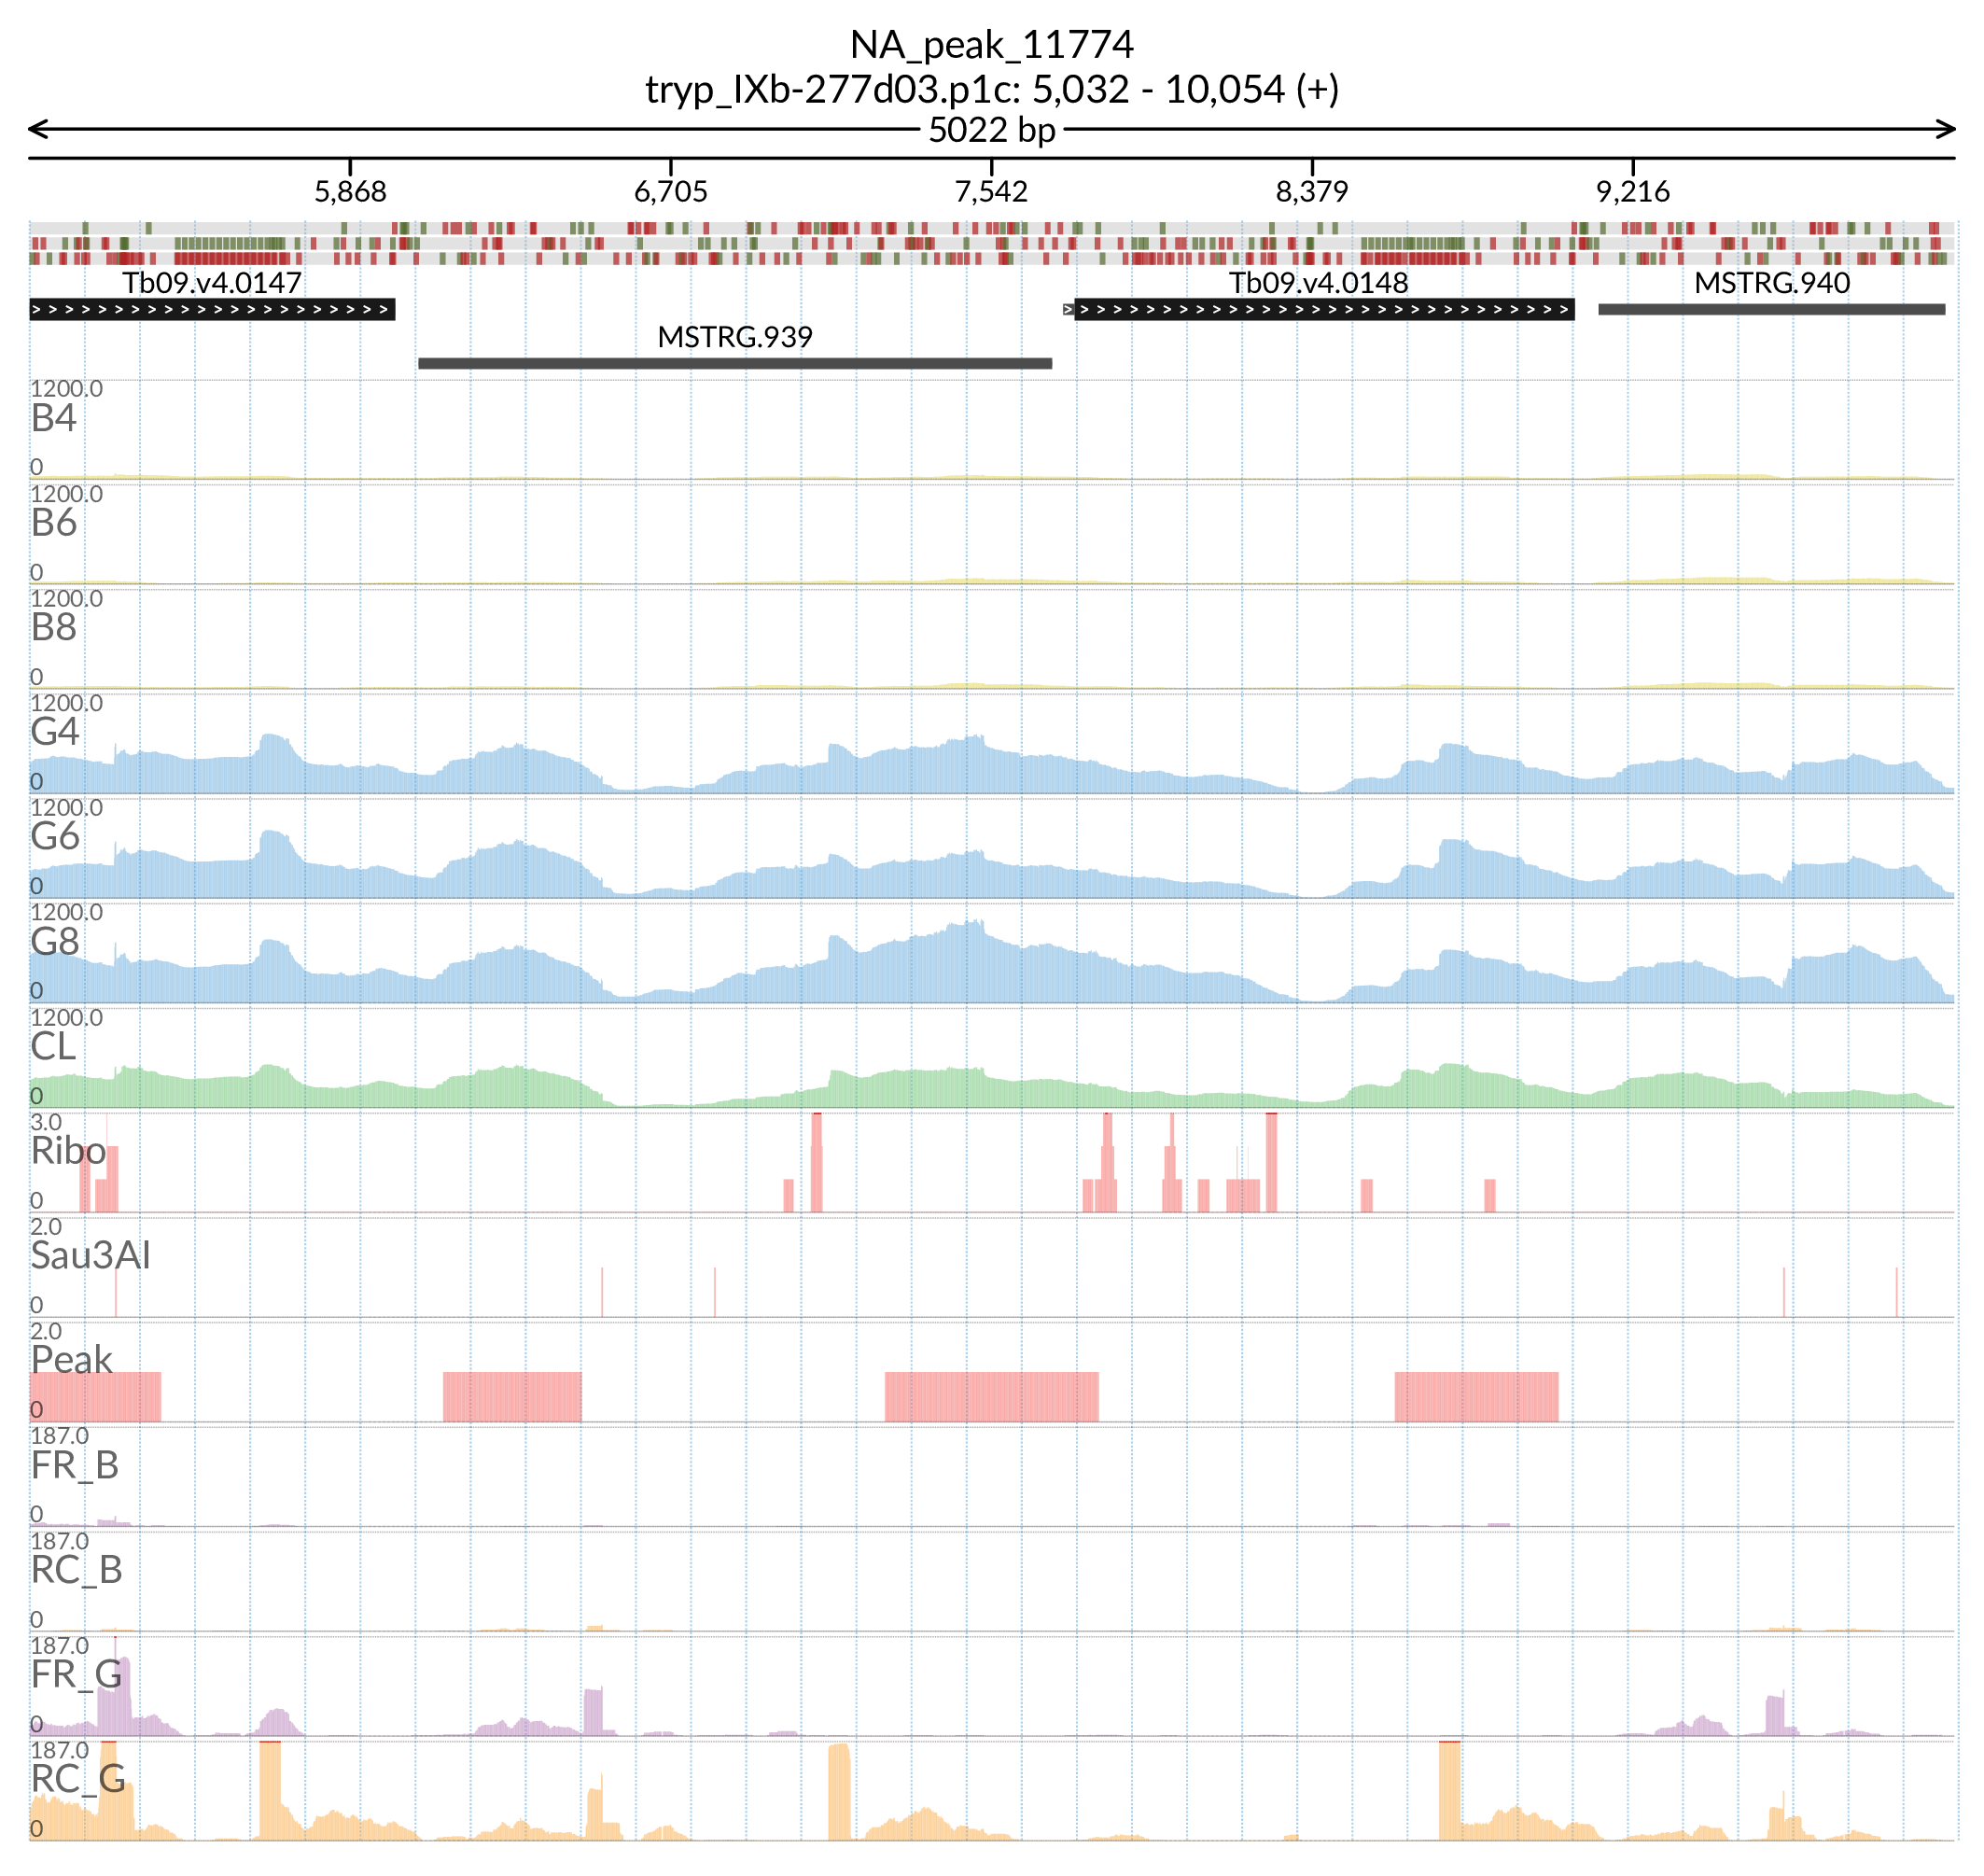 NA_peak_11774
tryp_IXb-277d03.p1c: 5,032 - 10,054 (+)
5022 bp
5,868 6,705 7,542 8,379 9,216
Tb09.v4.0147 Tb09.v4.0148 MSTRG.940
MSTRG.939
1200.0
B4
0
1200.0
B6
0
1200.0
B8
0
1200.0
G4
0
1200.0
G6
0
1200.0
G8
0
1200.0
CL
0
3.0
Ribo
0
2.0
Sau3AI
0
2.0
Peak
0
187.0
FR_B
0
187.0
RC_B
0
187.0
FR_G
0
187.0
RC_G
0